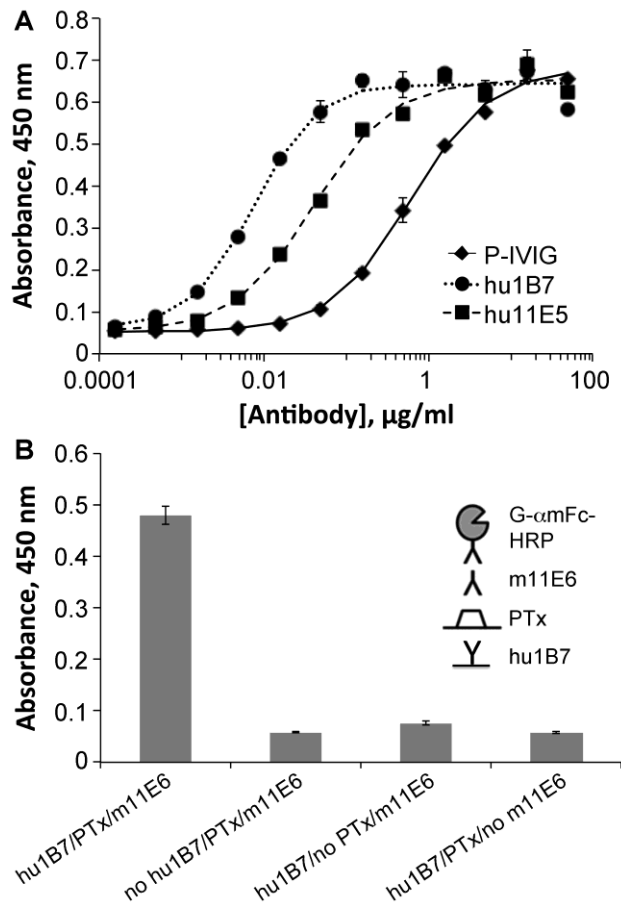 A
Absorbance, 450 nm
0.8
0.7
0.6
0.5
0.4
0.3
0.2
0.1
0
0.0001
0.01
1
100
[Antibody], µg/ml
P-IVIG
hu1B7
hu11E5
B
Absorbance, 450 nm
0.6
0.5
0.4
0.3
0.2
0.1
0
G-αmFc-
HRP
m11E6
PTx
hu1B7
hu1B7/PTx/m11E6
no hu1B7/PTx/m11E6
hu1B7/no PTx/m11E6
hu1B7/PTx/no m11E6